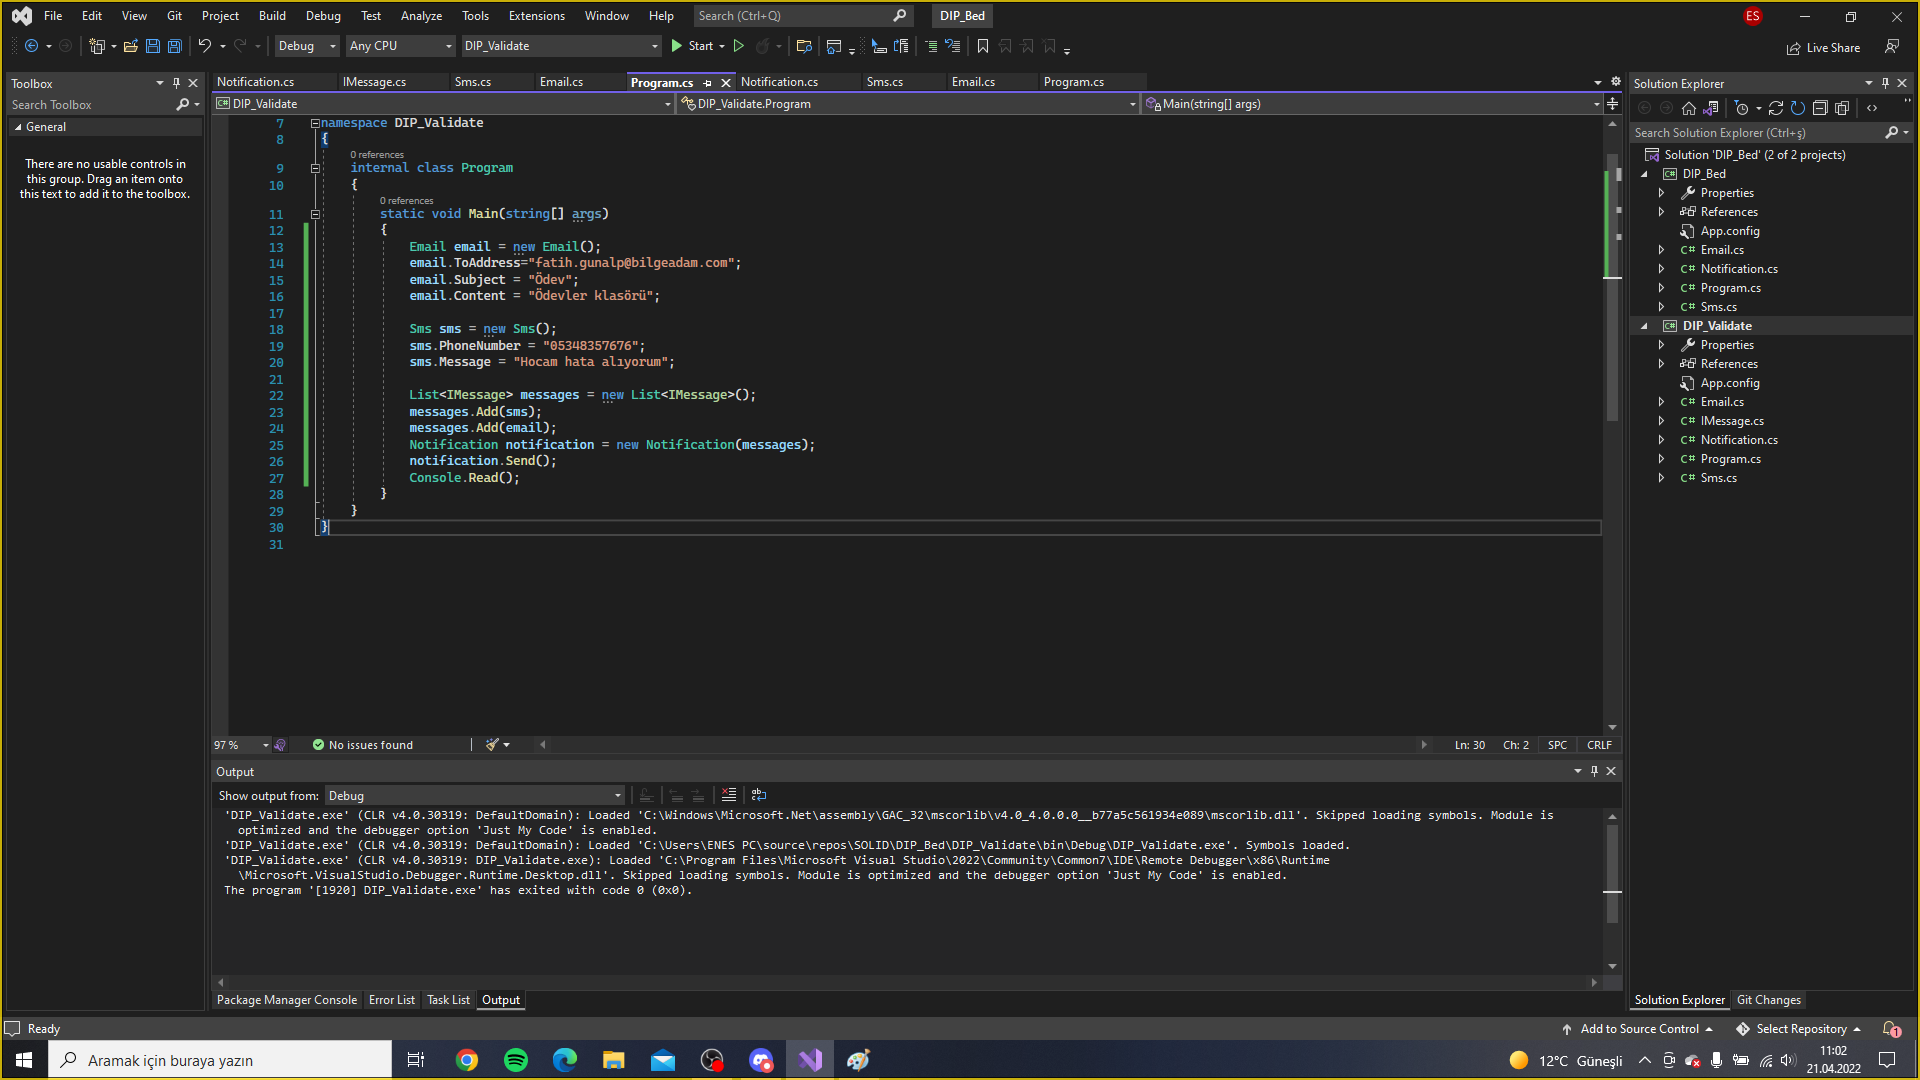 File Edit View Git Project Build Debug Test Analyze Tools Extensions Window Help Search (Ctrl+Q) DIP_Bed ES
Debug Any CPU DIP_Validate Start Live Share
Toolbox
Search Toolbox
General
There are no usable controls in
this group. Drag an item onto
this text to add it to the toolbox.
Notification.cs IMessage.cs Sms.cs Email.cs Program.cs Notification.cs Sms.cs Email.cs Program.cs
DIP_Validate DIP_Validate.Program Main(string[] args)
7 namespace DIP_Validate
8 {
0 references
9 internal class Program
10 {
0 references
11 static void Main(string[] args)
12 {
13 Email email = new Email();
14 email.ToAddress="fatih.gunalp@bilgeadam.com";
15 email.Subject = "Ödev";
16 email.Content = "Ödevler klasörü";
17
18 Sms sms = new Sms();
19 sms.PhoneNumber = "05348357676";
20 sms.Message = "Hocam hata alıyorum";
21
22 List<IMessage> messages = new List<IMessage>();
23 messages.Add(sms);
24 messages.Add(email);
25 Notification notification = new Notification(messages);
26 notification.Send();
27 Console.Read();
28 }
29 }
30 }
31
97 % No issues found Ln: 30 Ch: 2 SPC CRLF
Output
Show output from: Debug
'DIP_Validate.exe' (CLR v4.0.30319: DefaultDomain): Loaded 'C:\Windows\Microsoft.Net\assembly\GAC_32\mscorlib\v4.0_4.0.0.0__b77a5c561934e089\mscorlib.dll'. Skipped loading symbols. Module is
optimized and the debugger option 'Just My Code' is enabled.
'DIP_Validate.exe' (CLR v4.0.30319: DefaultDomain): Loaded 'C:\Users\ENES PC\source\repos\SOLID\DIP_Bed\DIP_Validate\bin\Debug\DIP_Validate.exe'. Symbols loaded.
'DIP_Validate.exe' (CLR v4.0.30319: DIP_Validate.exe): Loaded 'C:\Program Files\Microsoft Visual Studio\2022\Community\Common7\IDE\Remote Debugger\x86\Runtime
\Microsoft.VisualStudio.Debugger.Runtime.Desktop.dll'. Skipped loading symbols. Module is optimized and the debugger option 'Just My Code' is enabled.
The program '[1920] DIP_Validate.exe' has exited with code 0 (0x0).
Package Manager Console Error List Task List Output
Solution Explorer
Search Solution Explorer (Ctrl+ş)
Solution 'DIP_Bed' (2 of 2 projects)
DIP_Bed
Properties
References
App.config
C# Email.cs
C# Notification.cs
C# Program.cs
C# Sms.cs
DIP_Validate
Properties
References
App.config
C# Email.cs
C# IMessage.cs
C# Notification.cs
C# Program.cs
C# Sms.cs
Solution Explorer Git Changes
Ready Add to Source Control Select Repository 1
Aramak için buraya yazın 12°C Güneşli 11:02
21.04.2022